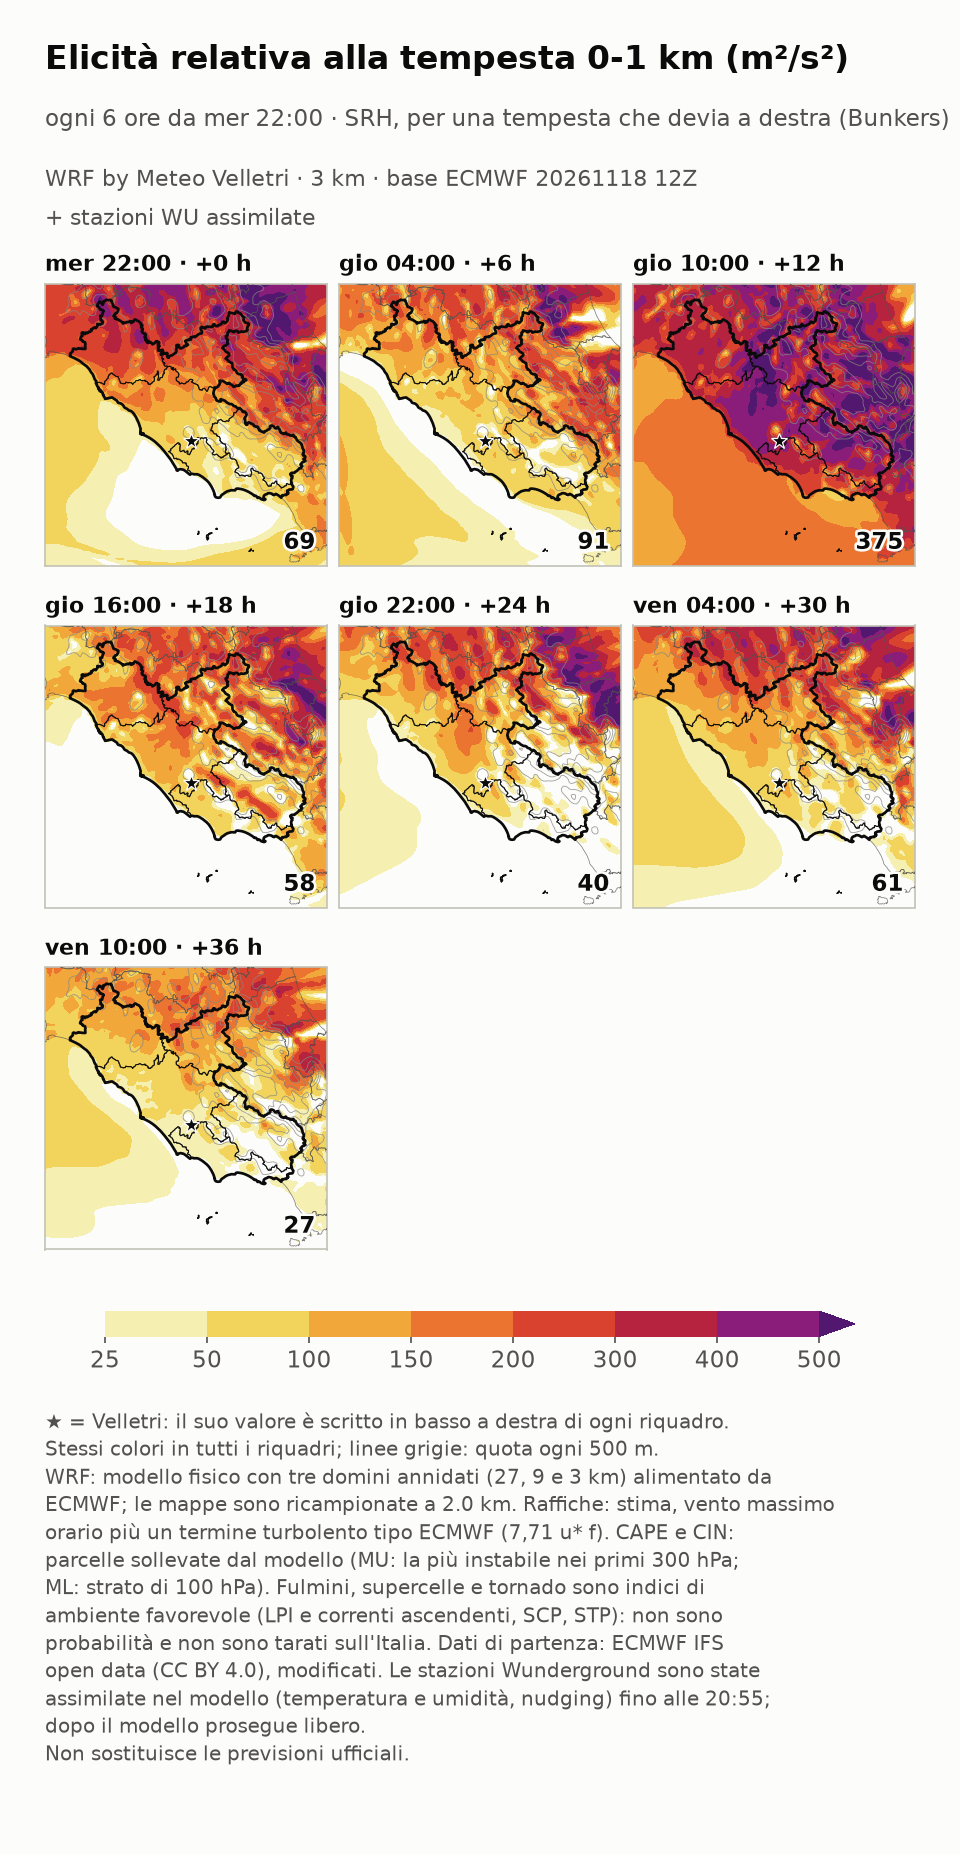 Elicità relativa alla tempesta 0-1 km (m²/s²)
ogni 6 ore da mer 22:00 · SRH, per una tempesta che devia a destra (Bunkers)
WRF by Meteo Velletri · 3 km · base ECMWF 20261118 12Z
+ stazioni WU assimilate
mer 22:00 · +0 h
gio 04:00 · +6 h
gio 10:00 · +12 h
69
91
375
gio 16:00 · +18 h
gio 22:00 · +24 h
ven 04:00 · +30 h
58
40
61
ven 10:00 · +36 h
27
25 50 100 150 200 300 400 500
★ = Velletri: il suo valore è scritto in basso a destra di ogni riquadro.
Stessi colori in tutti i riquadri; linee grigie: quota ogni 500 m.
WRF: modello fisico con tre domini annidati (27, 9 e 3 km) alimentato da
ECMWF; le mappe sono ricampionate a 2.0 km. Raffiche: stima, vento massimo
orario più un termine turbolento tipo ECMWF (7,71 u* f). CAPE e CIN:
parcelle sollevate dal modello (MU: la più instabile nei primi 300 hPa;
ML: strato di 100 hPa). Fulmini, supercelle e tornado sono indici di
ambiente favorevole (LPI e correnti ascendenti, SCP, STP): non sono
probabilità e non sono tarati sull'Italia. Dati di partenza: ECMWF IFS
open data (CC BY 4.0), modificati. Le stazioni Wunderground sono state
assimilate nel modello (temperatura e umidità, nudging) fino alle 20:55;
dopo il modello prosegue libero.
Non sostituisce le previsioni ufficiali.